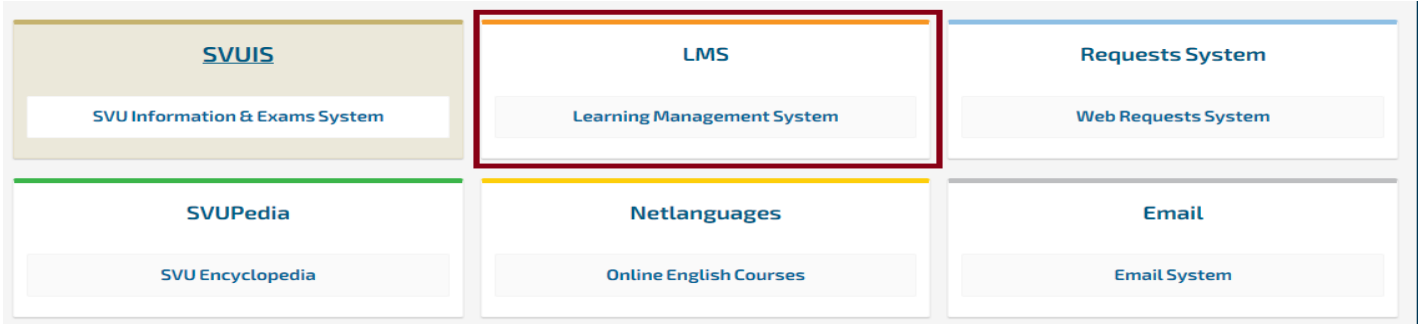 SVUIS
SVU Information & Exams System
LMS
Learning Management System
Requests System
Web Requests System
SVUPedia
SVU Encyclopedia
Netlanguages
Online English Courses
Email
Email System